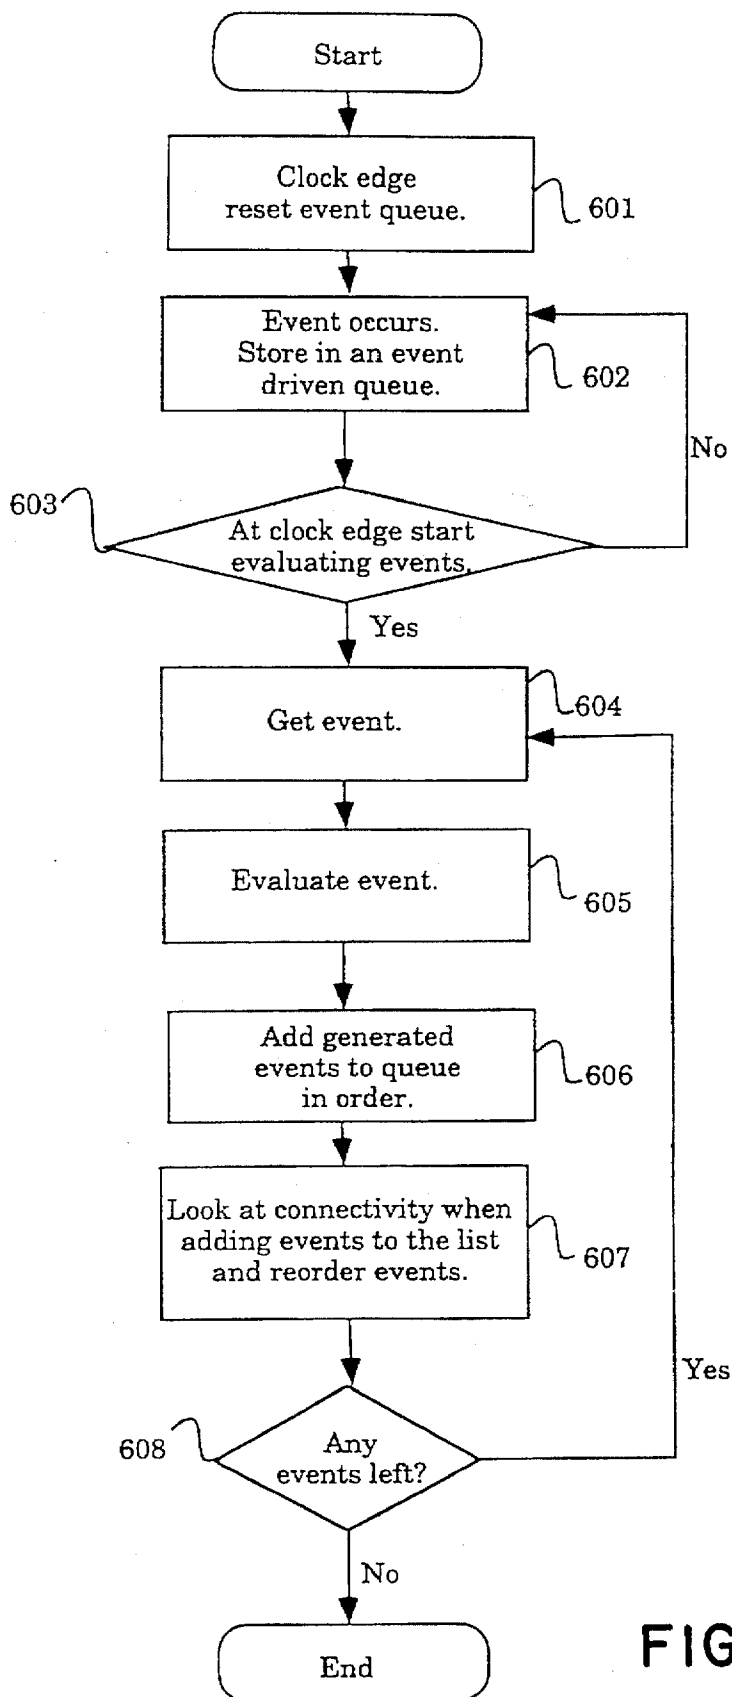 Start
Clock edge
reset event queue.
601
Event occurs.
Store in an event
driven queue.
602
No
603
At clock edge start
evaluating events.
Yes
Get event.
604
Evaluate event.
605
Add generated
events to queue
in order.
606
Look at connectivity when
adding events to the list
and reorder events.
607
Yes
608
Any
events left?
No
End
FIG